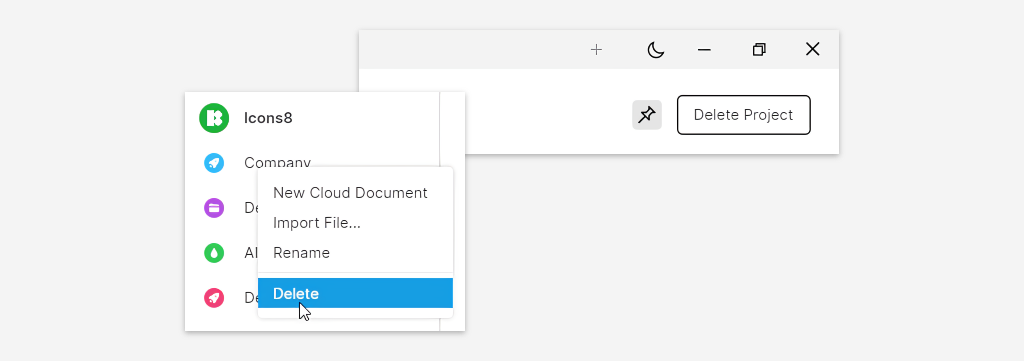 Delete Project
Icons8
Company
New Cloud Document
Import File...
Rename
Delete